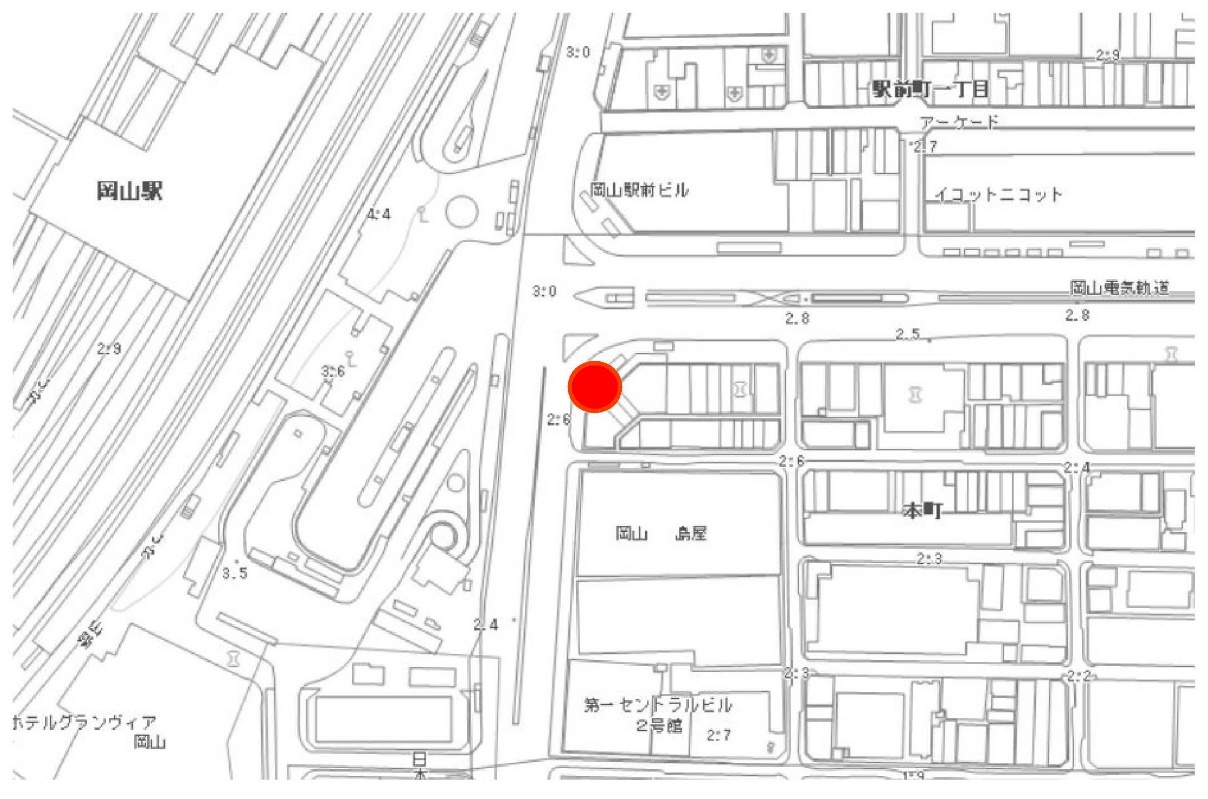 3.0
2.9
駅前町一丁目
アーケード
2.7
岡山駅
岡山駅前ビル
イコットニコット
4.4
3.0
岡山電気軌道
2.8
2.8
2.5
2.9
3.6
2.6
2.6
2.4
本町
岡山 島屋
2.3
3.5
2.4
2.3
2.2
第一セントラルビル
2号館
2.7
ホテルグランヴィア
岡山
日本
1.9